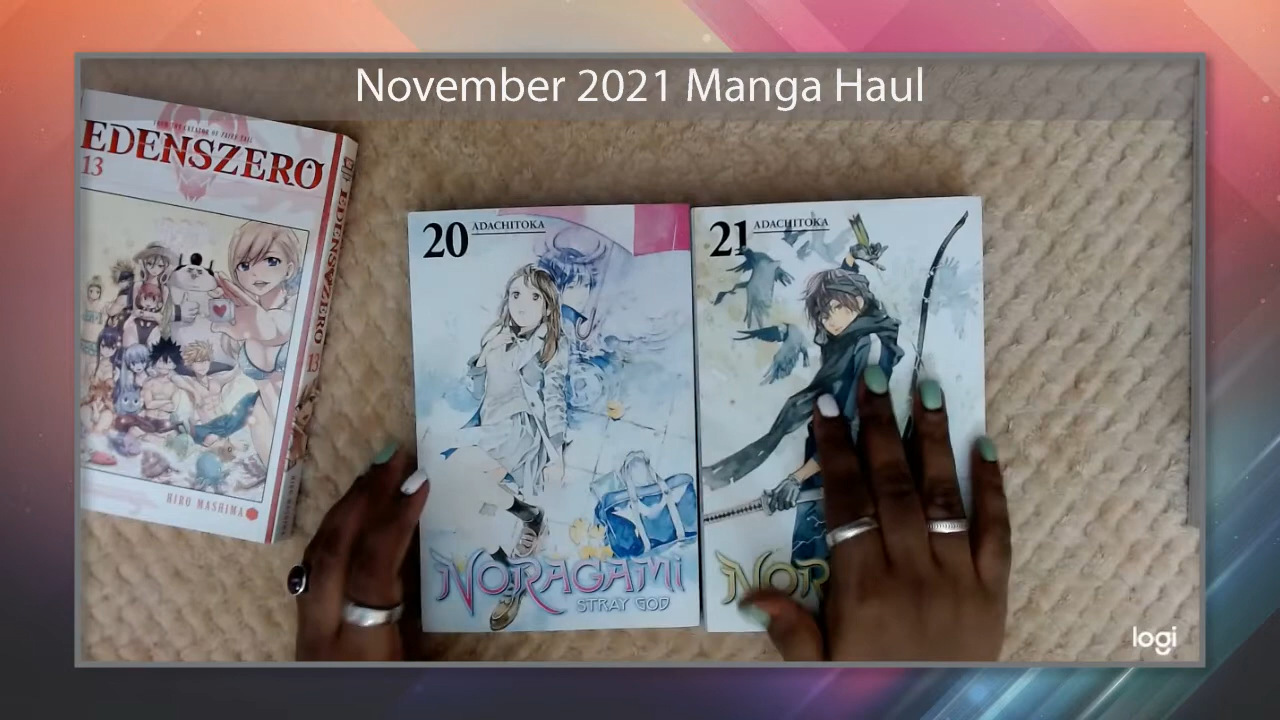 November 2021 Manga Haul
FROM THE CREATOR OF FAIRY TAIL
EDENSZERO
13
HIRO MASHIMA
EDENSZERO
13
20 ADACHITOKA
NORAGAMI
STRAY GOD
21 ADACHITOKA
NOR
logi